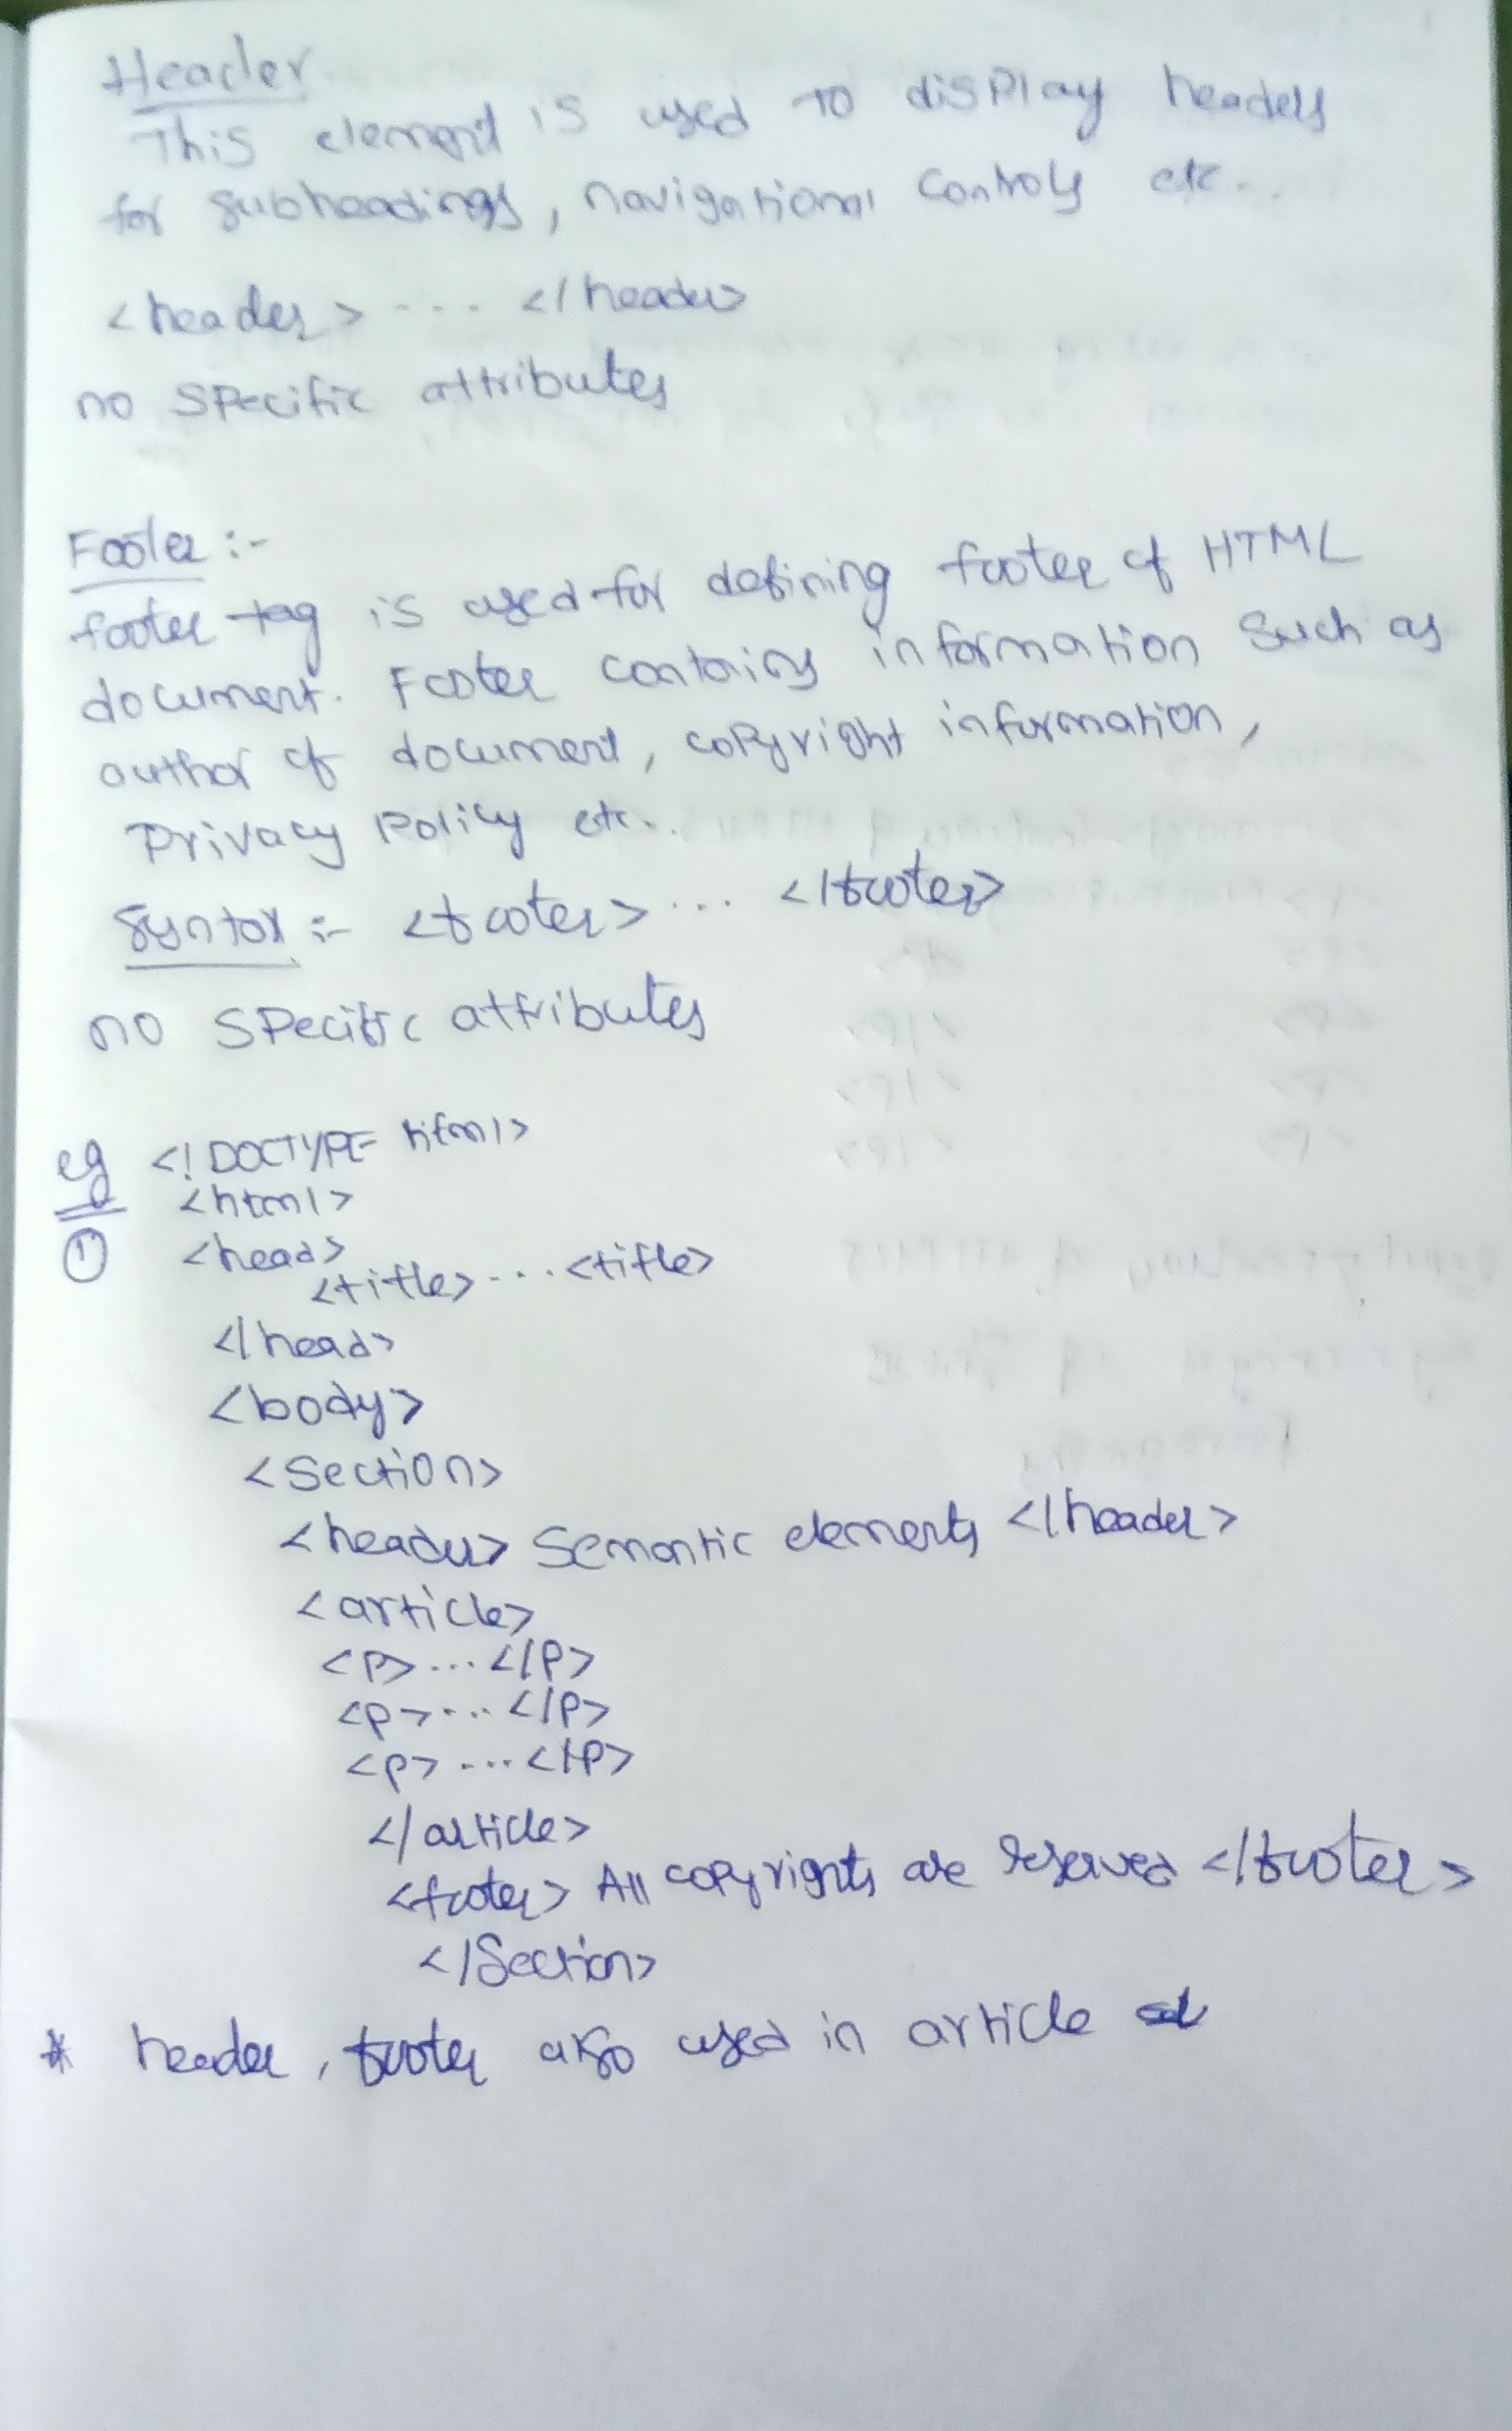 Header
This element is used to display headers
for subheadings, navigational controls etc...
<header> .... </header>
no specific attributes
Footer :-
footer tag is used for defining footer of HTML
document. Footer contains information such as
author of document, copyright information,
Privacy Policy etc...
Syntax :- <footer> ... </footer>
no specific attributes
eg <!DOCTYPE html>
<html>
① <head>
<title> ... <title>
</head>
<body>
<section>
<header> Semantic elements </header>
<article>
<p> ... </p>
<p> ... </p>
<p> ... </p>
</article>
<footer> All copyrights are reserved </footer>
</section>
* header, footer also used in article